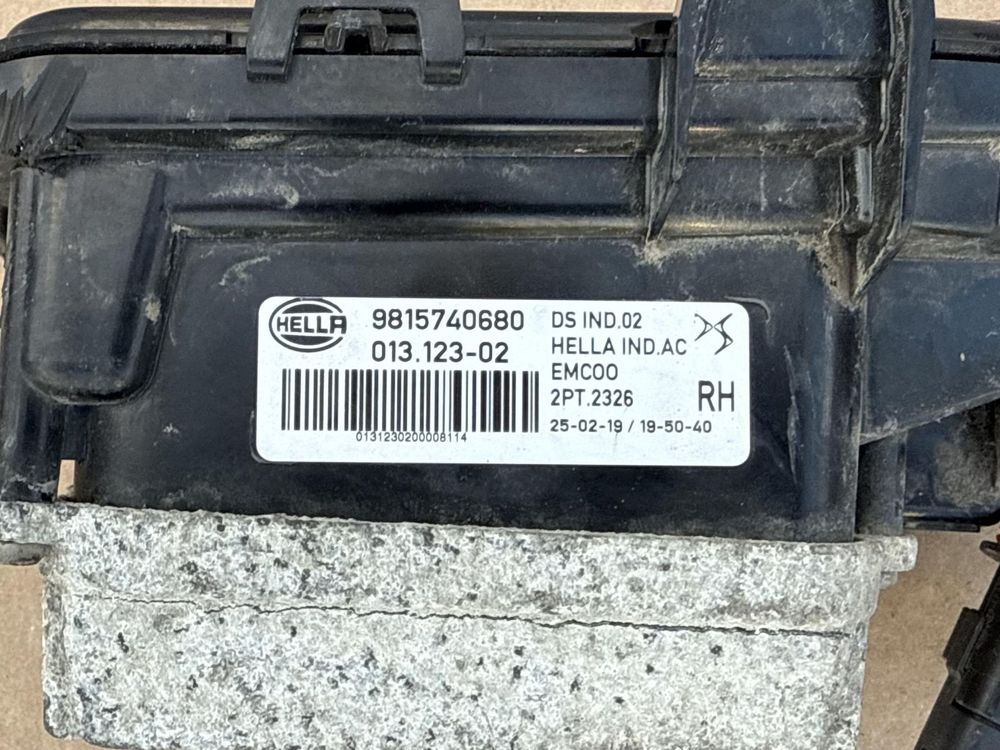 HELLA
9815740680
013.123-02
0131230200008114
DS IND.02
HELLA IND.AC
EMC00
2PT.2326
25-02-19 / 19-50-40
DS
RH